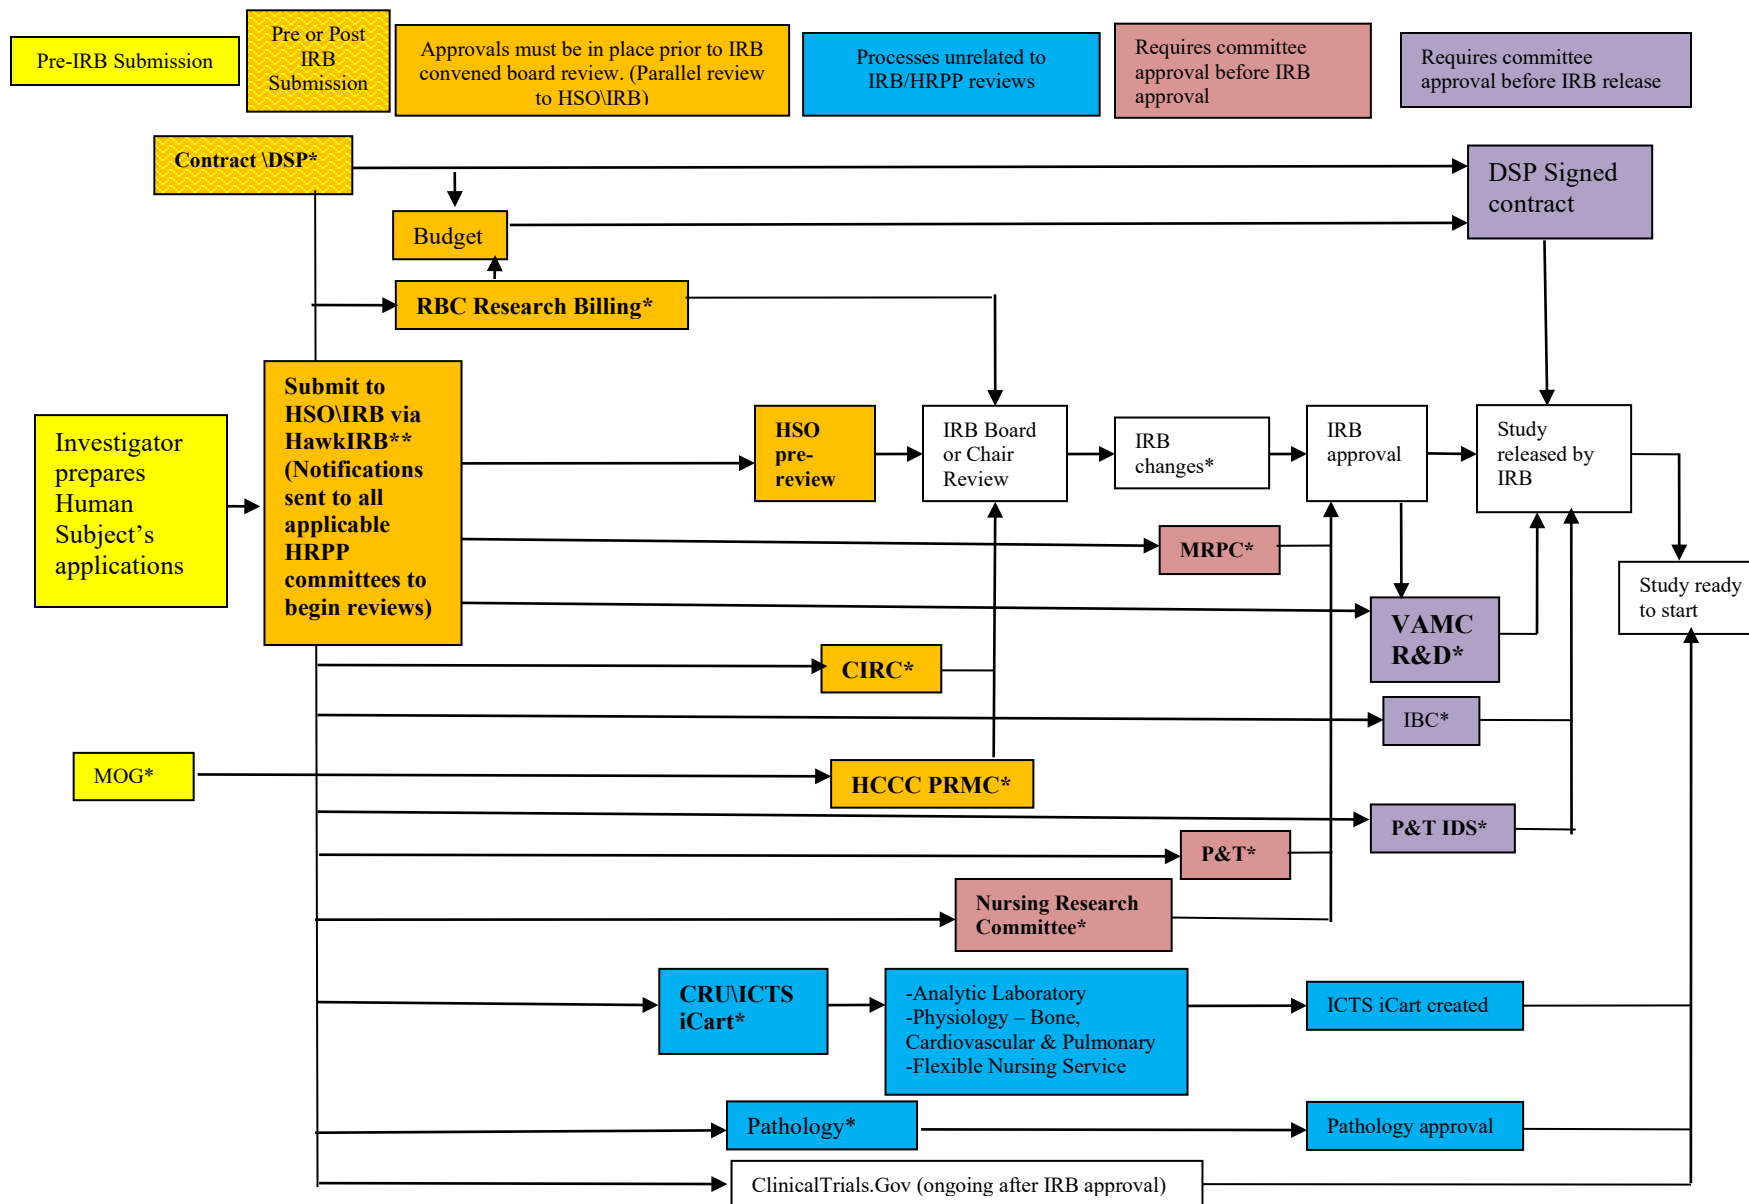 Pre-IRB Submission
Pre or Post
IRB
Submission
Approvals must be in place prior to IRB
convened board review. (Parallel review
to HSO\IRB)
Processes unrelated to
IRB/HRPP reviews
Requires committee
approval before IRB
approval
Requires committee
approval before IRB release
Contract \DSP*
DSP Signed
contract
Budget
RBC Research Billing*
Investigator
prepares
Human
Subject’s
applications
Submit to
HSO\IRB via
HawkIRB**
(Notifications
sent to all
applicable
HRPP
committees to
begin reviews)
HSO
pre-
review
IRB Board
or Chair
Review
IRB
changes*
IRB
approval
Study
released by
IRB
MRPC*
Study ready
to start
VAMC
R&D*
CIRC*
IBC*
MOG*
HCCC PRMC*
P&T IDS*
P&T*
Nursing Research
Committee*
CRU\ICTS
iCart*
-Analytic Laboratory
-Physiology – Bone,
Cardiovascular & Pulmonary
-Flexible Nursing Service
ICTS iCart created
Pathology*
Pathology approval
ClinicalTrials.Gov (ongoing after IRB approval)